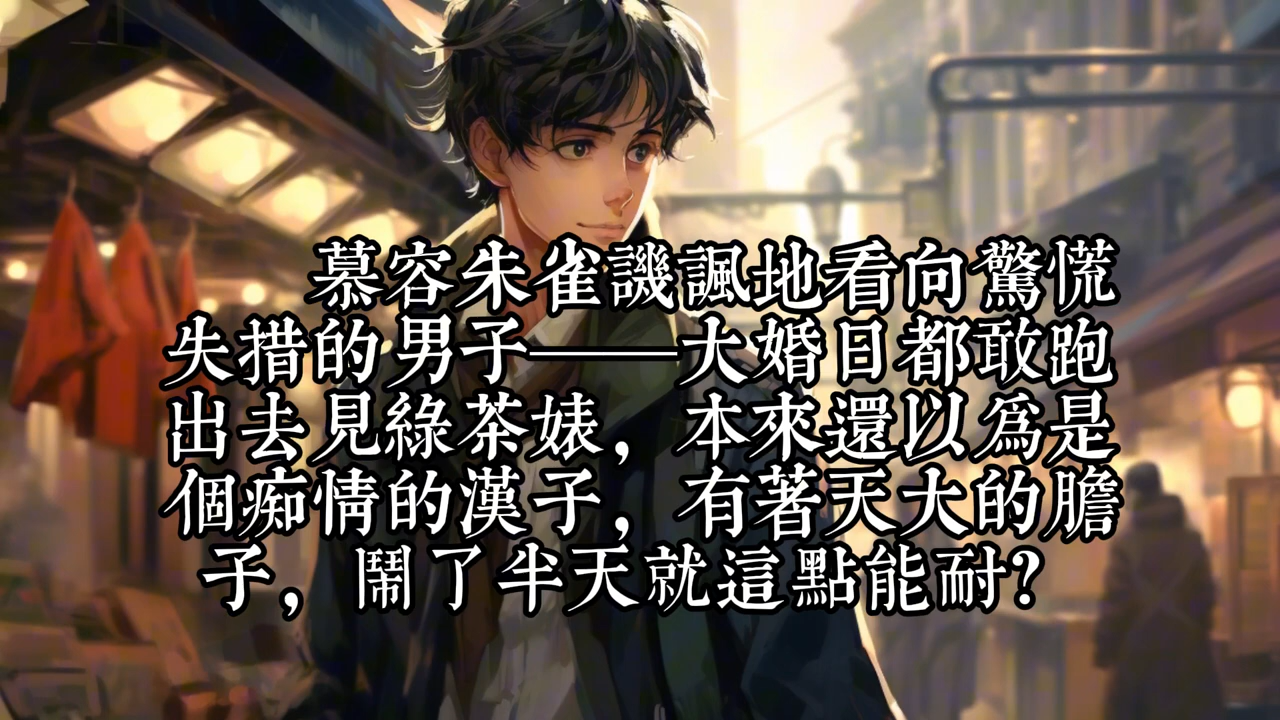 慕容朱雀譏諷地看向驚慌
失措的男子——大婚日都敢跑
出去見綠茶婊，本來還以為是
個痴情的漢子，有著天大的膽
子，鬧了半天就這點能耐？